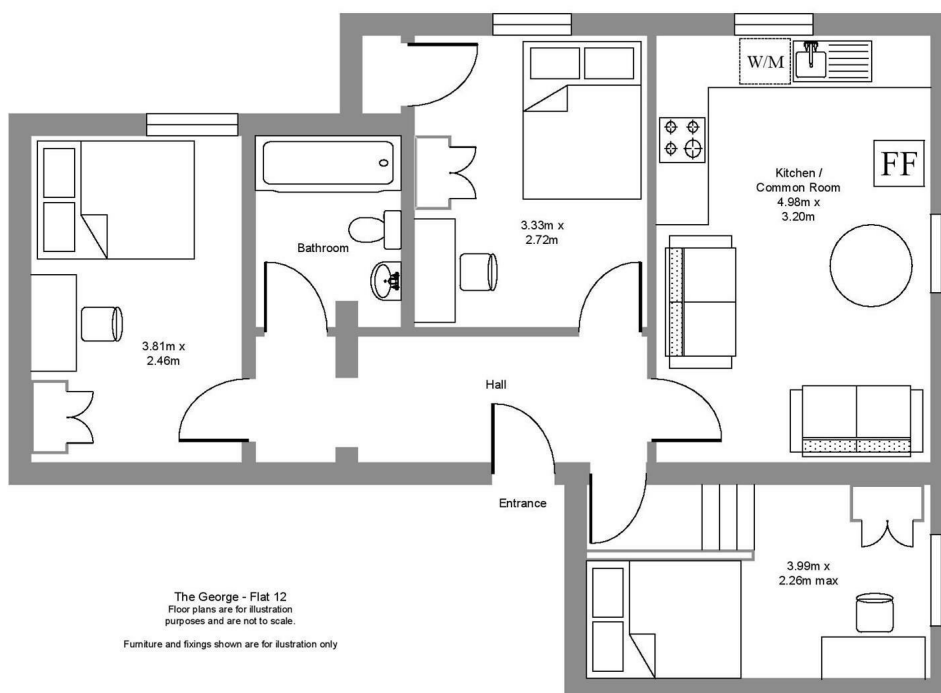 W/M
FF
Kitchen /
Common Room
4.98m x
3.20m
3.33m x
2.72m
Bathroom
3.81m x
2.46m
Hall
Entrance
3.99m x
2.26m max
The George - Flat 12
Floor plans are for illustration
purposes and are not to scale.
Furniture and fixings shown are for ilustration only